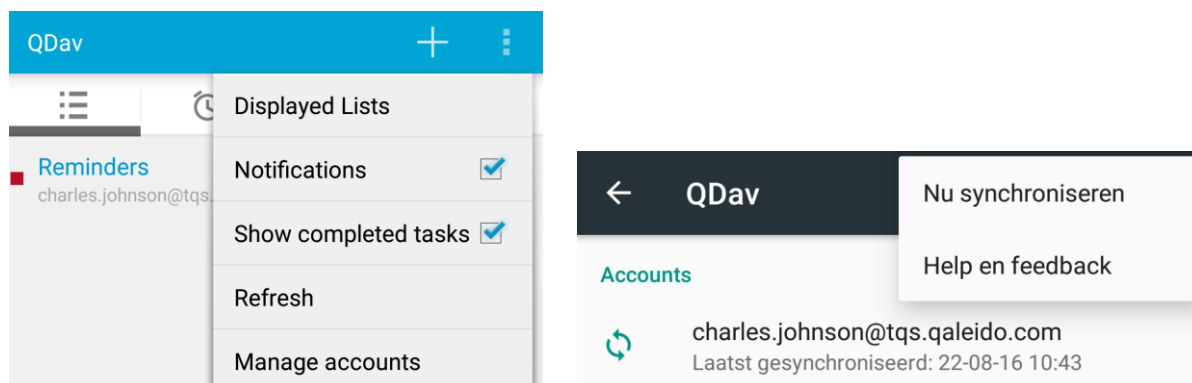 QDav
Displayed Lists
Reminders
charles.johnson@tqs.
Notifications
Show completed tasks
Refresh
Manage accounts
QDav
Nu synchroniseren
Help en feedback
Accounts
charles.johnson@tqs.qaleido.com
Laatst gesynchroniseerd: 22-08-16 10:43